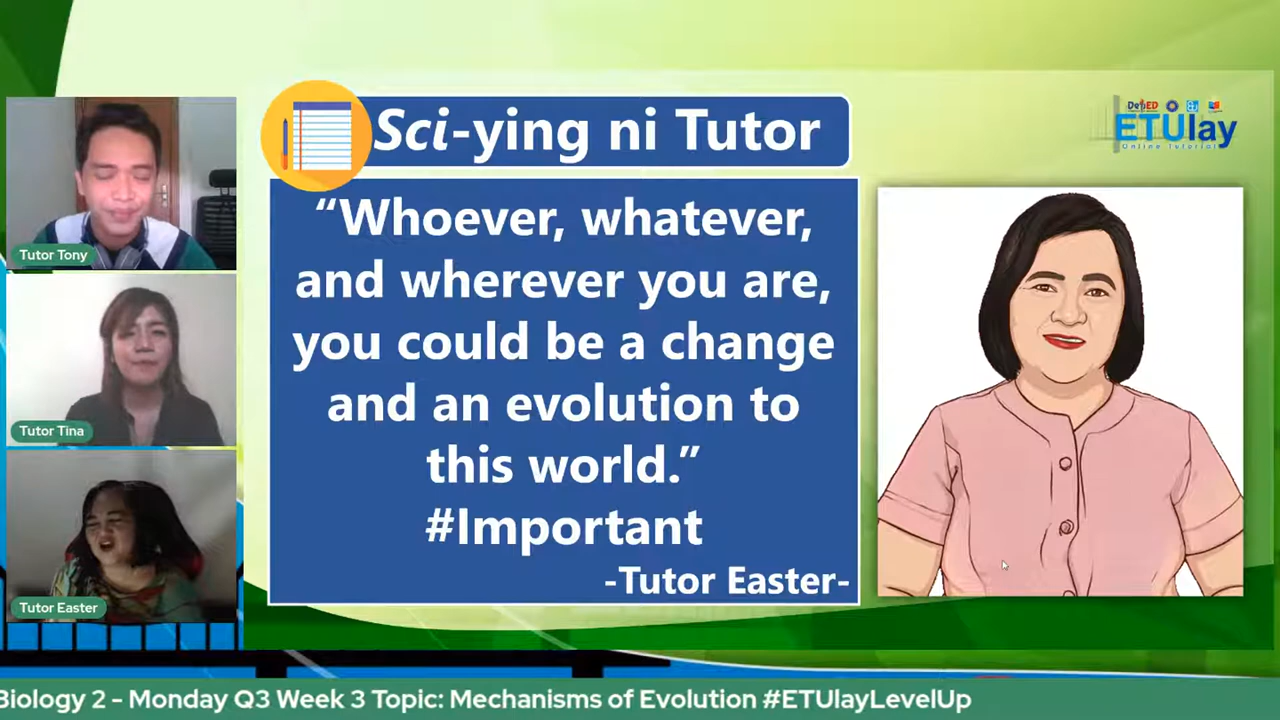 Sci-ying ni Tutor
DepED
ETUlay
Online Tutorial
Tutor Tony
Tutor Tina
Tutor Easter
“Whoever, whatever,
and wherever you are,
you could be a change
and an evolution to
this world.”
#Important
-Tutor Easter-
Biology 2 - Monday Q3 Week 3 Topic: Mechanisms of Evolution #ETUlayLevelUp